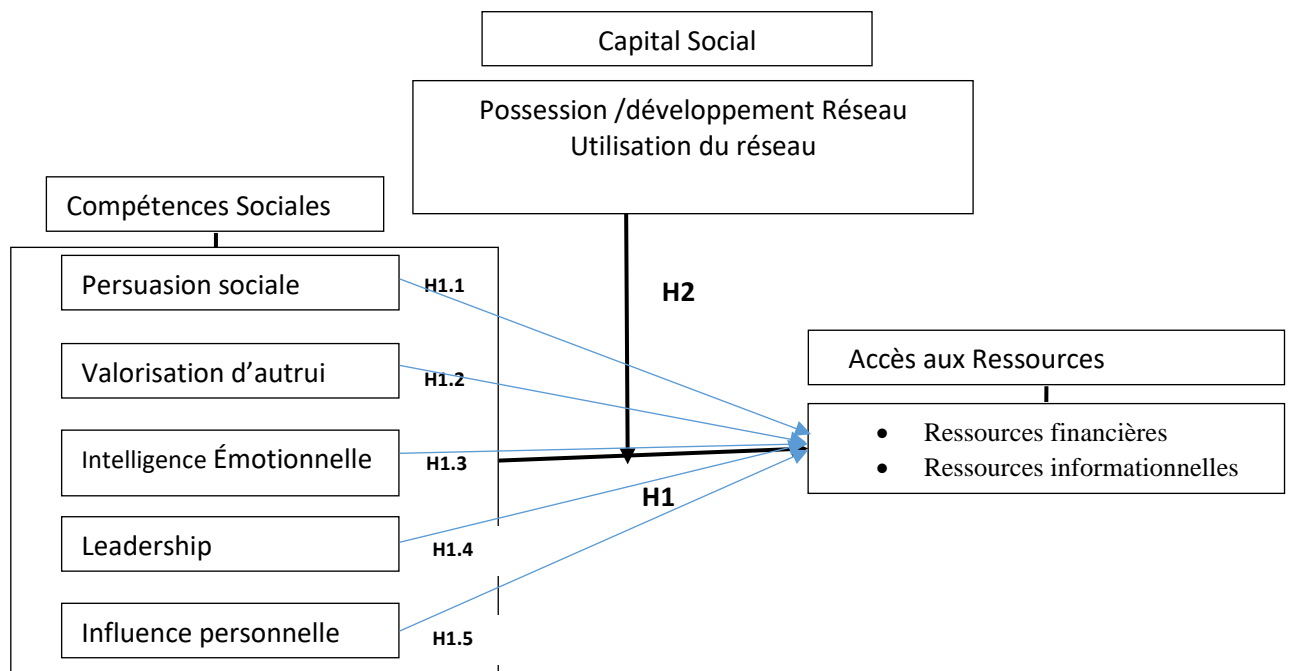 Capital Social
Possession /développement Réseau
Utilisation du réseau
Compétences Sociales
Persuasion sociale
H1.1
H2
Valorisation d'autrui
H1.2
Accès aux Ressources
• Ressources financières
• Ressources informationnelles
Intelligence Émotionnelle
H1.3
H1
Leadership
H1.4
Influence personnelle
H1.5